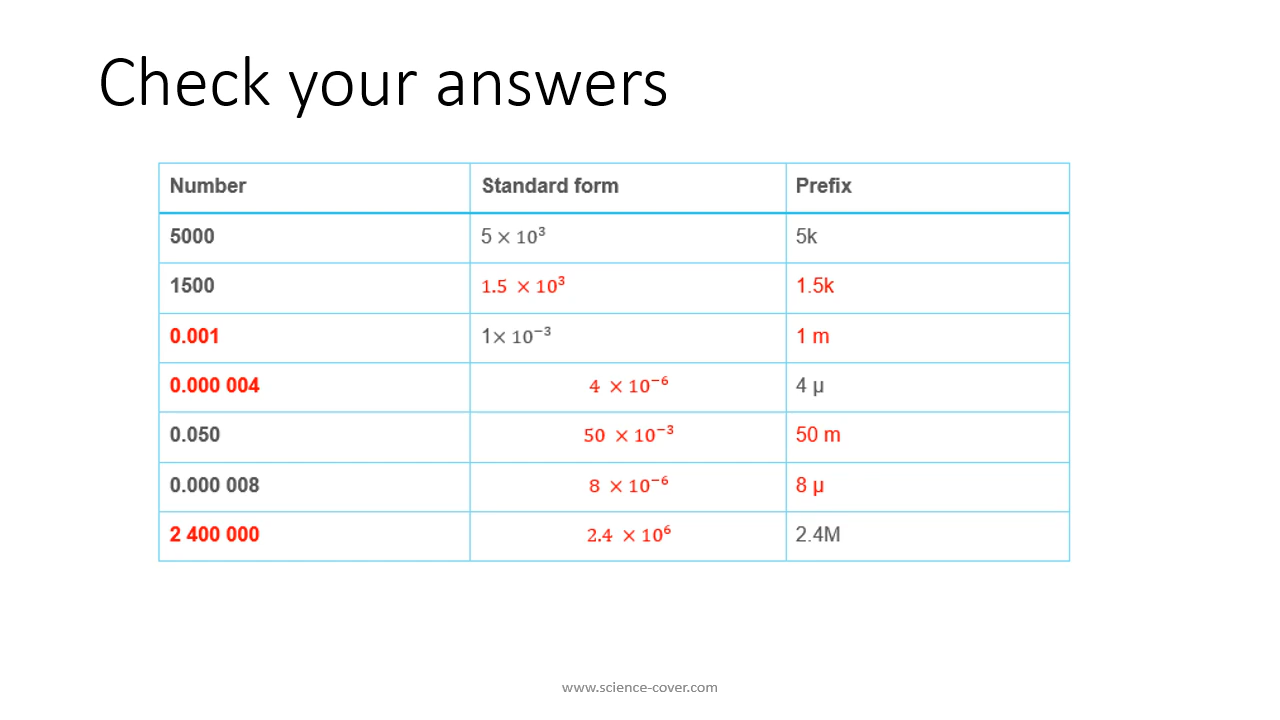 Check your answers
Number Standard form Prefix
5000 5 × 10³ 5k
1500 1.5 × 10³ 1.5k
0.001 1× 10⁻³ 1 m
0.000 004 4 × 10⁻⁶ 4 μ
0.050 50 × 10⁻³ 50 m
0.000 008 8 × 10⁻⁶ 8 μ
2 400 000 2.4 × 10⁶ 2.4M
www.science-cover.com